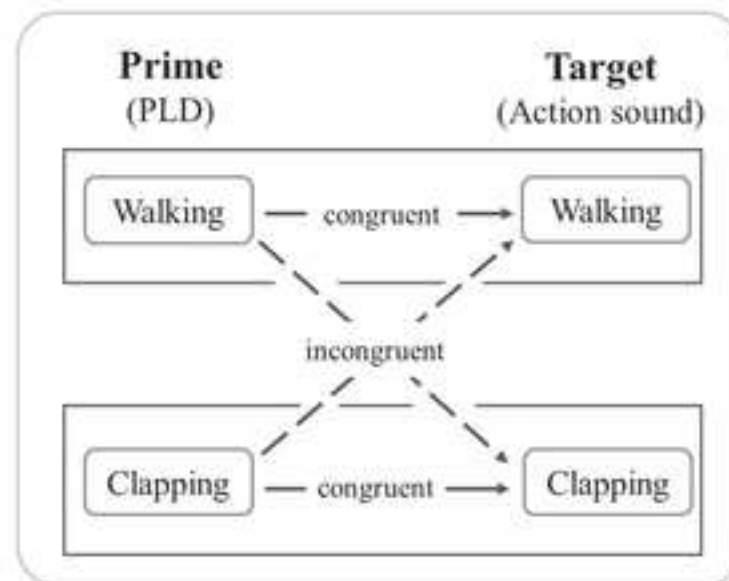 Prime Target
(PLD) (Action sound)
Walking congruent Walking
incongruent
Clapping congruent Clapping